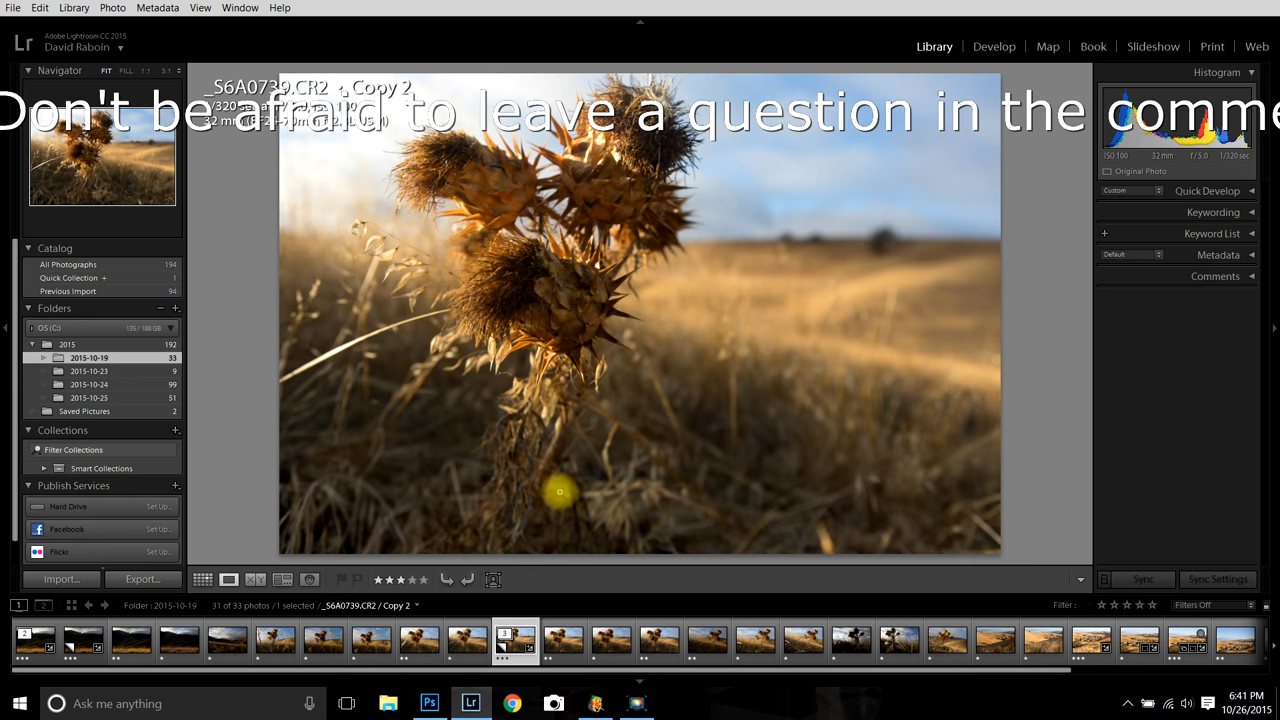 File Edit Library Photo Metadata View Window Help
Lr Adobe Lightroom CC 2015
David Raboin
Library | Develop | Map | Book | Slideshow | Print | Web
Navigator FIT FILL 1:1 3:1
Histogram
_S6A0739.CR2 - Copy 2
Don't be afraid to leave a question in the comme
32 mm
ISO 100 32 mm f/5.0 1/320 sec
Original Photo
Custom Quick Develop
Keywording
+ Keyword List
Default Metadata
Comments
Catalog
All Photographs 194
Quick Collection + 1
Previous Import 94
Folders
OS (C:) 135 / 188 GB
2015 192
2015-10-19 33
2015-10-23 9
2015-10-24 99
2015-10-25 51
Saved Pictures 2
Collections
Filter Collections
Smart Collections
Publish Services
Hard Drive Set Up...
Facebook Set Up...
Flickr Set Up...
Import... Export...
Sync Sync Settings
1 2 Folder : 2015-10-19 31 of 33 photos / 1 selected / _S6A0739.CR2 / Copy 2
Filter : Filters Off
2 3
Ask me anything
Ps Lr
6:41 PM
10/26/2015